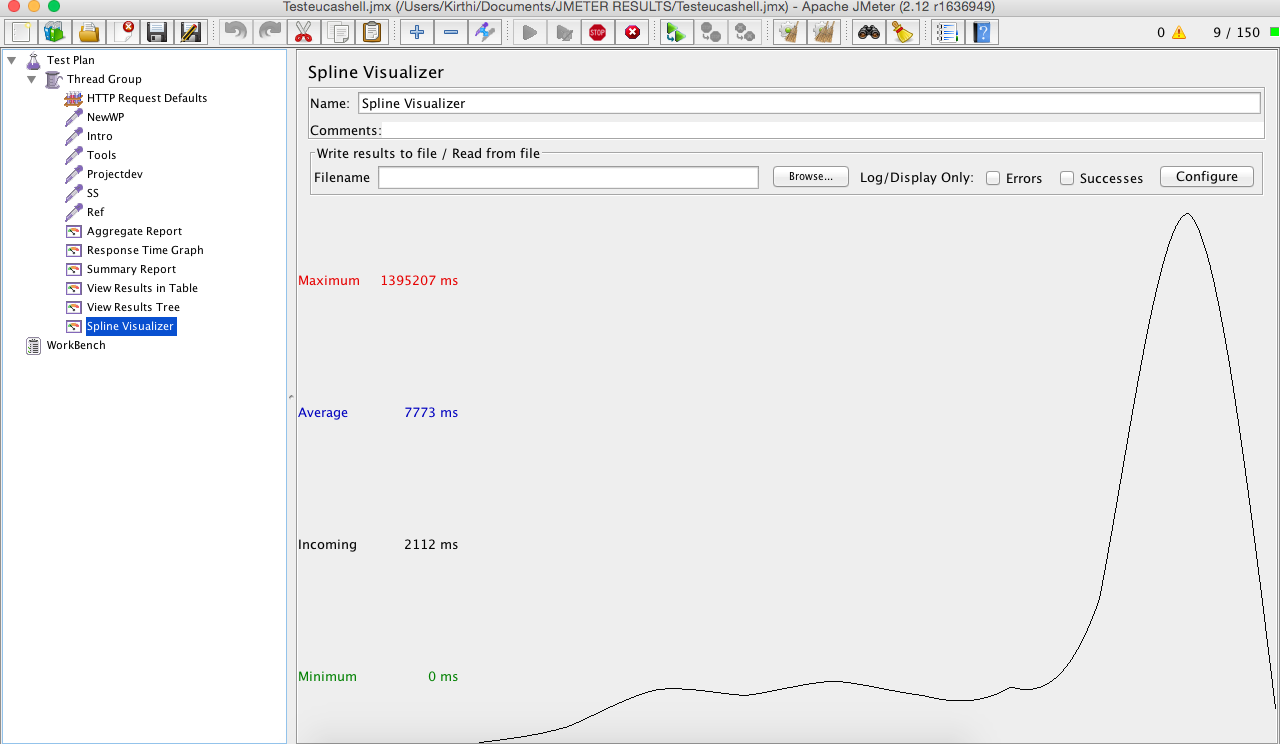 Testeucashell.jmx (/Users/Kirthi/Documents/JMETER RESULTS/Testeucashell.jmx) - Apache JMeter (2.12 r1636949)
STOP
?
0
9 / 150
Test Plan
Thread Group
HTTP Request Defaults
NewWP
Intro
Tools
Projectdev
SS
Ref
Aggregate Report
Response Time Graph
Summary Report
View Results in Table
View Results Tree
Spline Visualizer
WorkBench
Spline Visualizer
Name: Spline Visualizer
Comments:
Write results to file / Read from file
Filename Browse... Log/Display Only: Errors Successes Configure
Maximum 1395207 ms
Average 7773 ms
Incoming 2112 ms
Minimum 0 ms